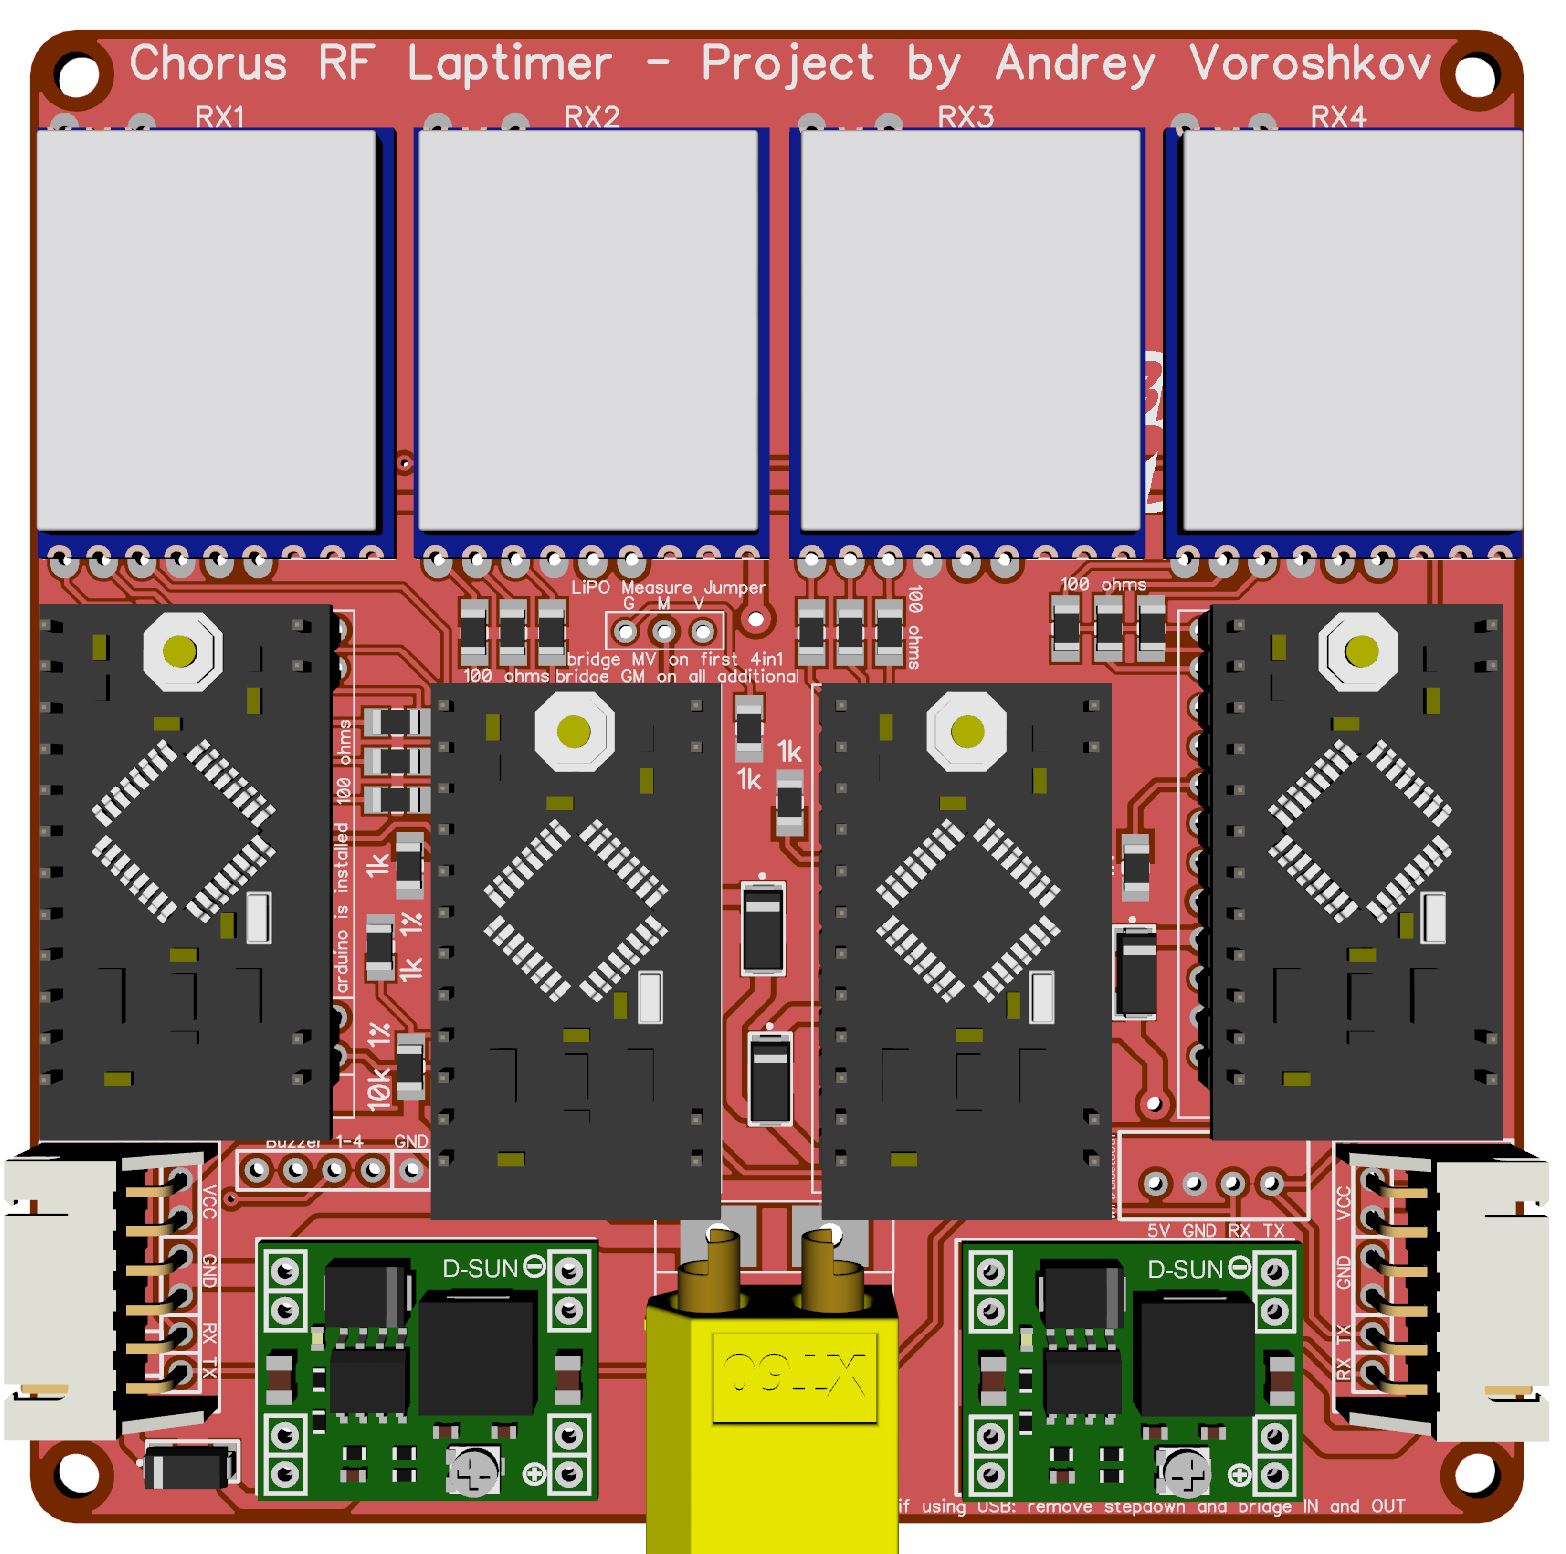 Chorus RF Laptimer - Project by Andrey Voroshkov
RX1 RX2 RX3 RX4
LiPO Measure Jumper
G M V
bridge MV on first 4in1
100 ohms bridge GM on all additional
100 ohms
100 ohms
100 ohms
1k
1k
1k
1k 1%
10k 1%
arduino is installed
Buzzer 1-4 GND
5V GND RX TX
VCC
GND
RX TX
VCC
GND
RX TX
D-SUN
D-SUN
XT60
if using USB: remove stepdown and bridge IN and OUT